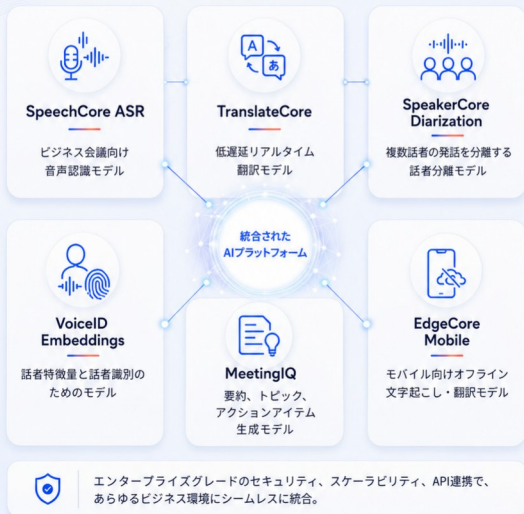 SpeechCore ASR
ビジネス会議向け
音声認識モデル
A
あ
TranslateCore
低遅延リアルタイム
翻訳モデル
SpeakerCore
Diarization
複数話者の発話を分離する
話者分離モデル
統合された
AIプラットフォーム
VoiceID
Embeddings
話者特徴量と話者識別の
ためのモデル
MeetingIQ
要約、トピック、
アクションアイテム
生成モデル
EdgeCore
Mobile
モバイル向けオフライン
文字起こし・翻訳モデル
エンタープライズグレードのセキュリティ、スケーラビリティ、API連携で、
あらゆるビジネス環境にシームレスに統合。